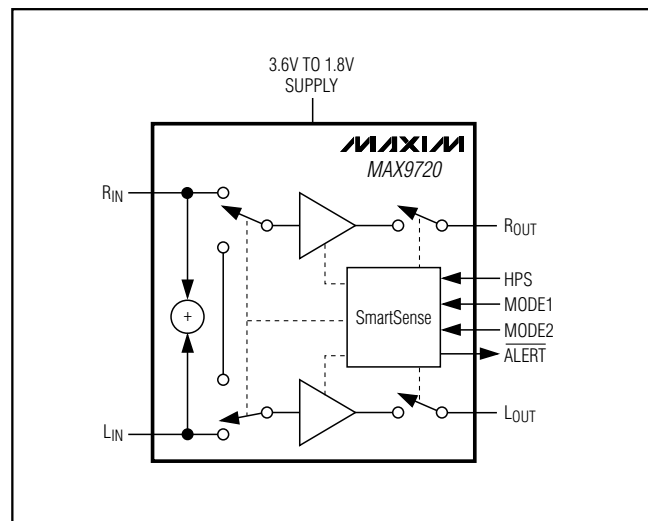 3.6V TO 1.8V
SUPPLY
MAXIM
MAX9720
RIN
ROUT
HPS
MODE1
+
SmartSense
MODE2
ALERT
LIN
LOUT